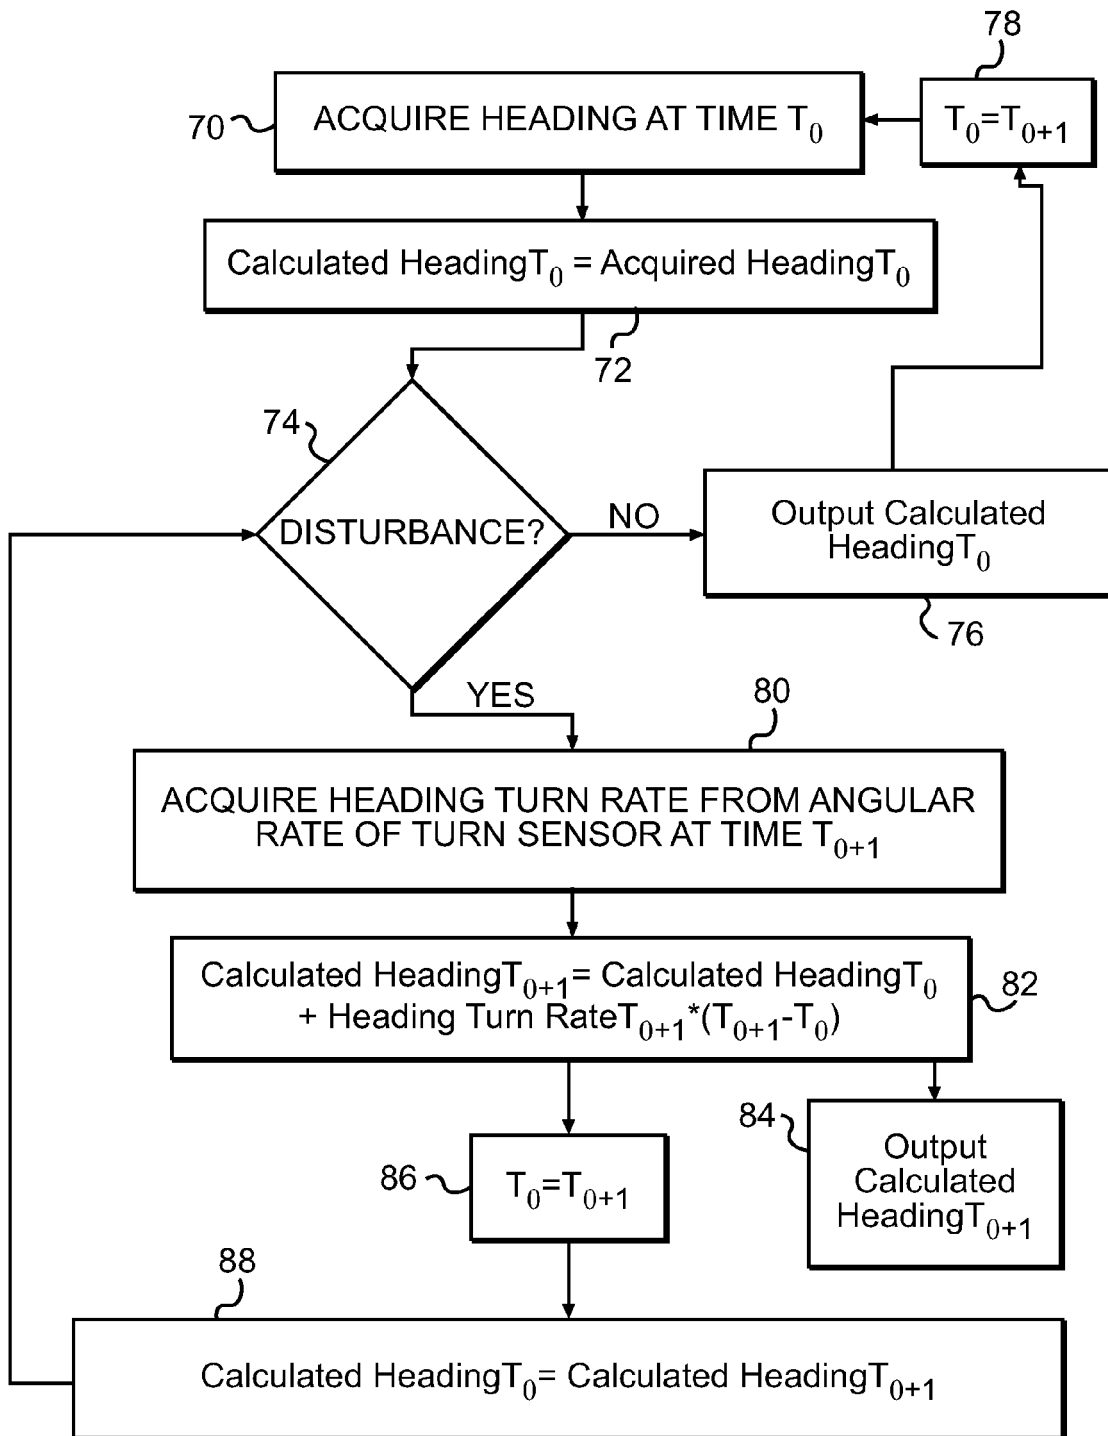 78
70
ACQUIRE HEADING AT TIME T₀
T₀=T₀₊₁
Calculated HeadingT₀ = Acquired HeadingT₀
72
74
DISTURBANCE?
NO
Output Calculated
HeadingT₀
76
YES
80
ACQUIRE HEADING TURN RATE FROM ANGULAR
RATE OF TURN SENSOR AT TIME T₀₊₁
Calculated HeadingT₀₊₁= Calculated HeadingT₀
+ Heading Turn RateT₀₊₁*(T₀₊₁-T₀)
82
84
Output
Calculated
HeadingT₀₊₁
86
T₀=T₀₊₁
88
Calculated HeadingT₀= Calculated HeadingT₀₊₁